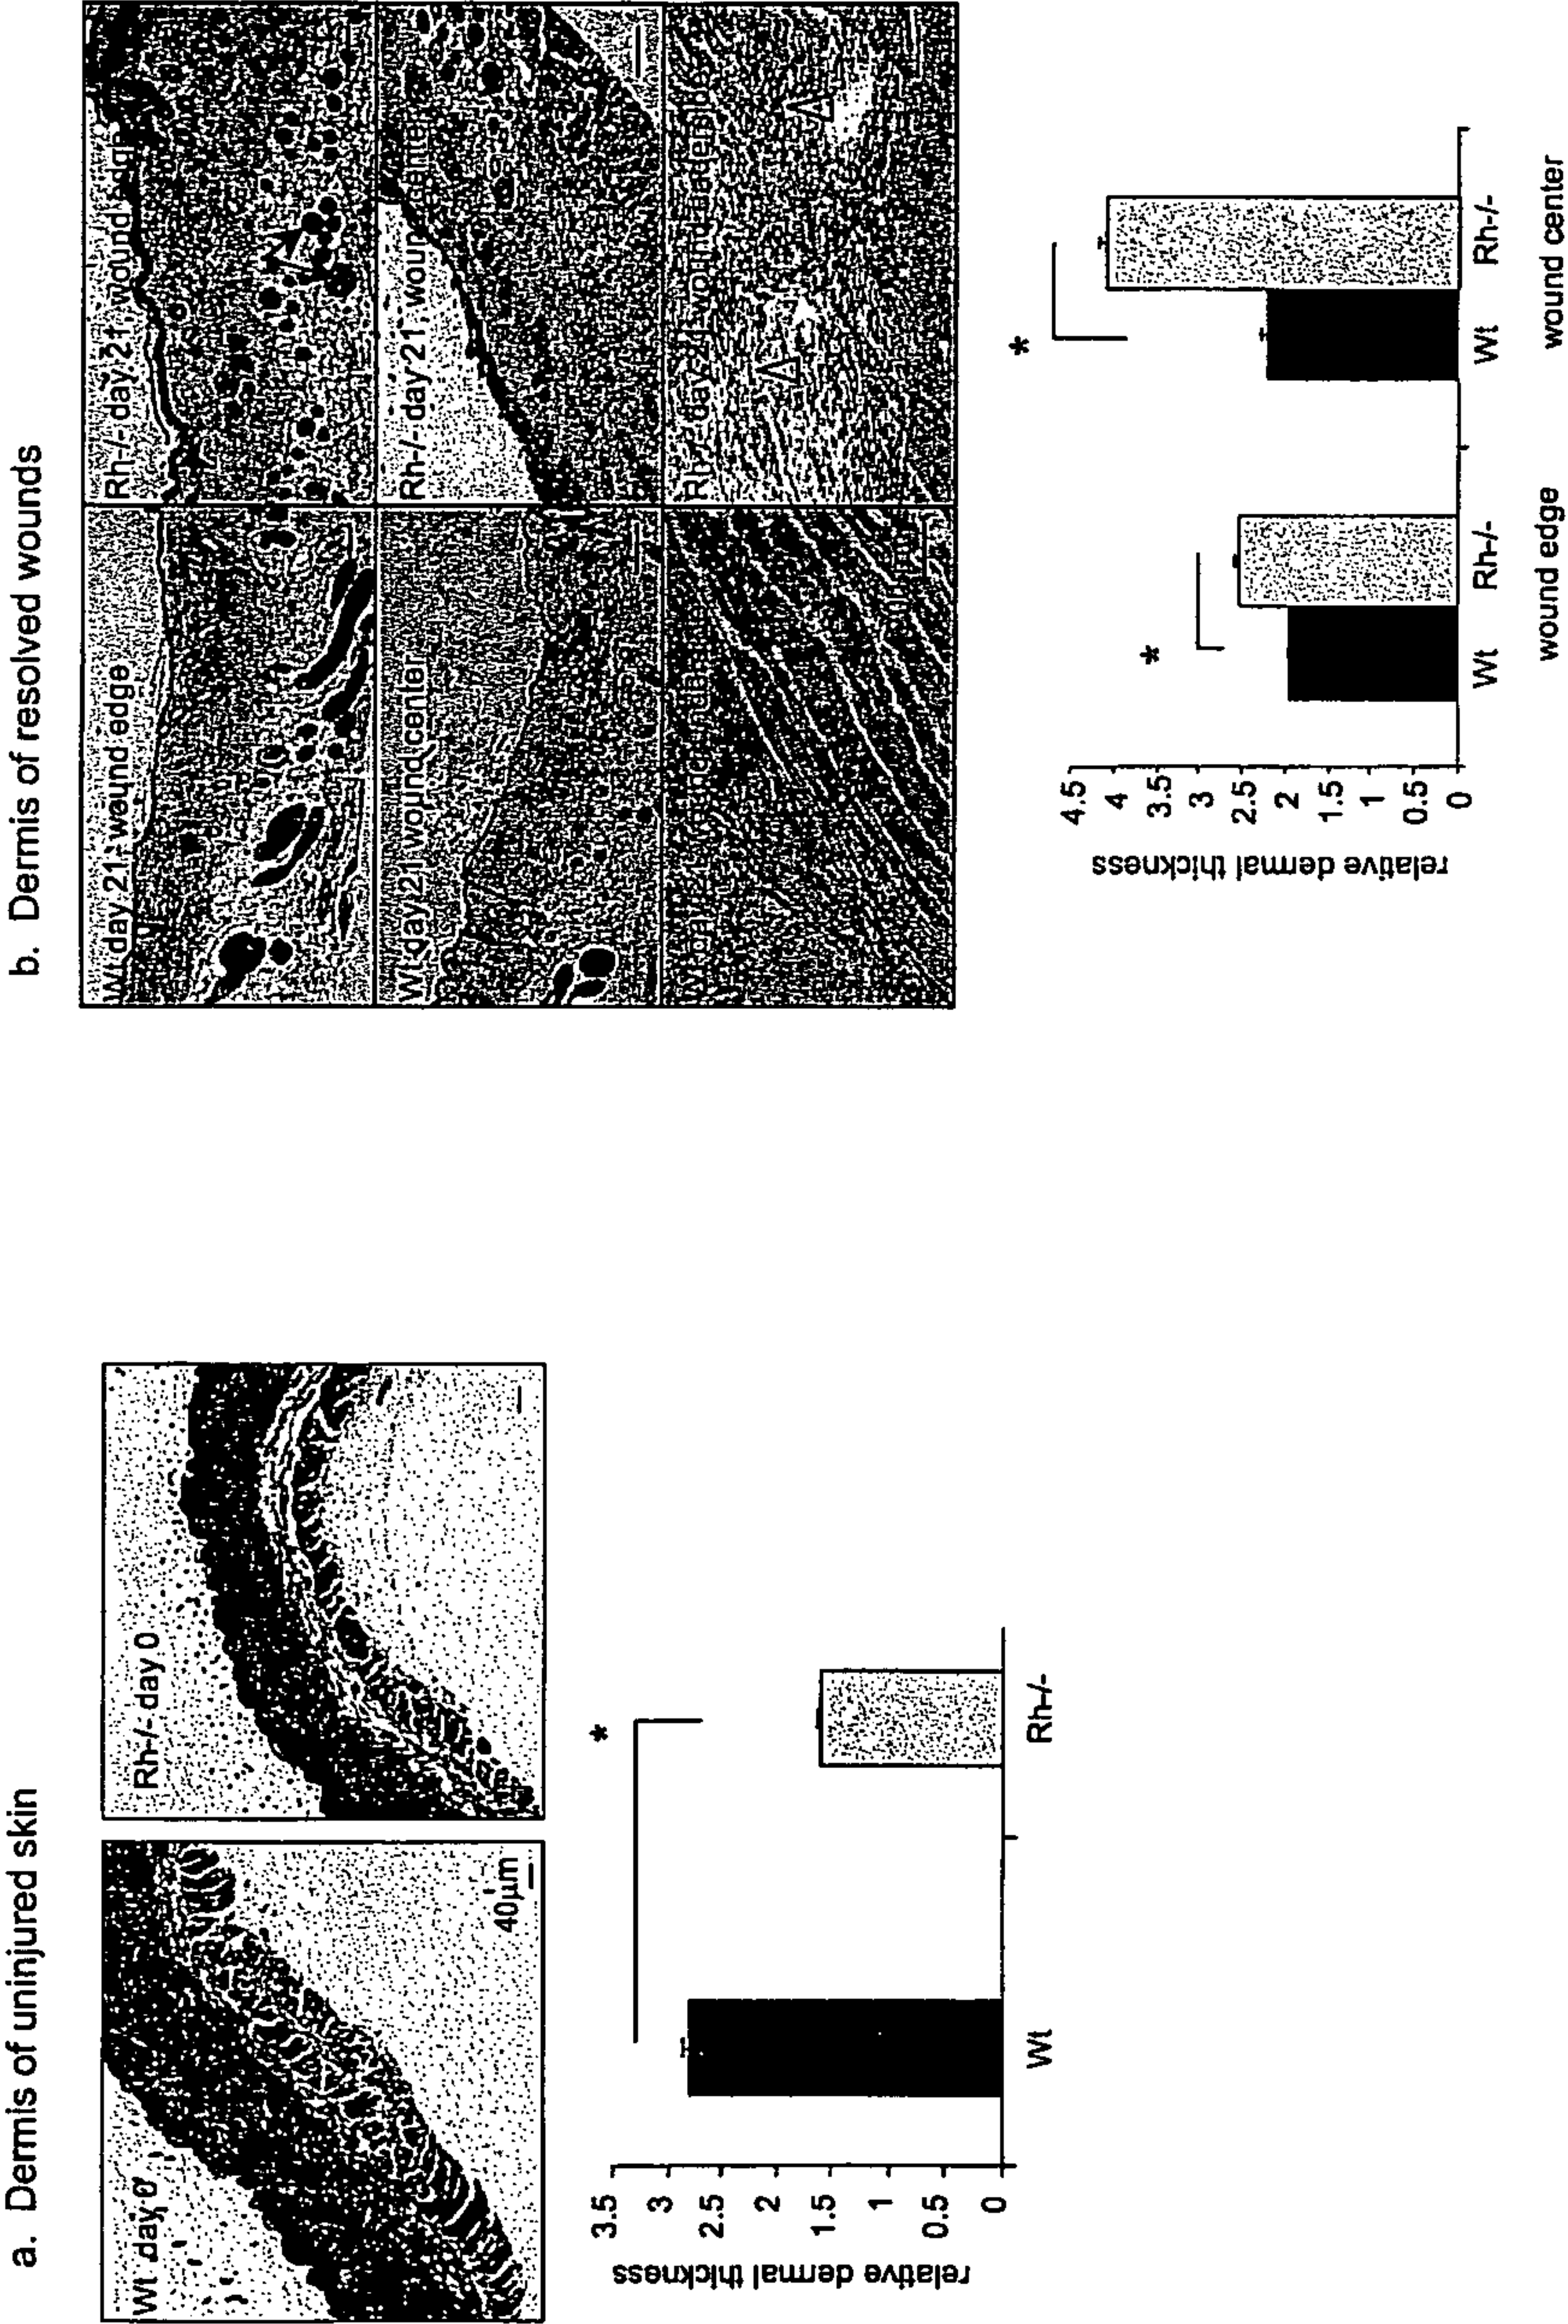 a. Dermis of uninjured skin
Wt day 0
40µm
Rh-/- day 0
relative dermal thickness
3.5
3
2.5
2
1.5
1
0.5
0
*
Wt
Rh-/-
b. Dermis of resolved wounds
Wt day 21, wound edge
Rh-/- day 21, wound edge
Wt day 21 wound center
Rh-/- day 21, wound center
Rh-/- day 21
relative dermal thickness
4.5
4
3.5
3
2.5
2
1.5
1
0.5
0
*
*
Wt
Rh-/-
Wt
Rh-/-
wound edge
wound center